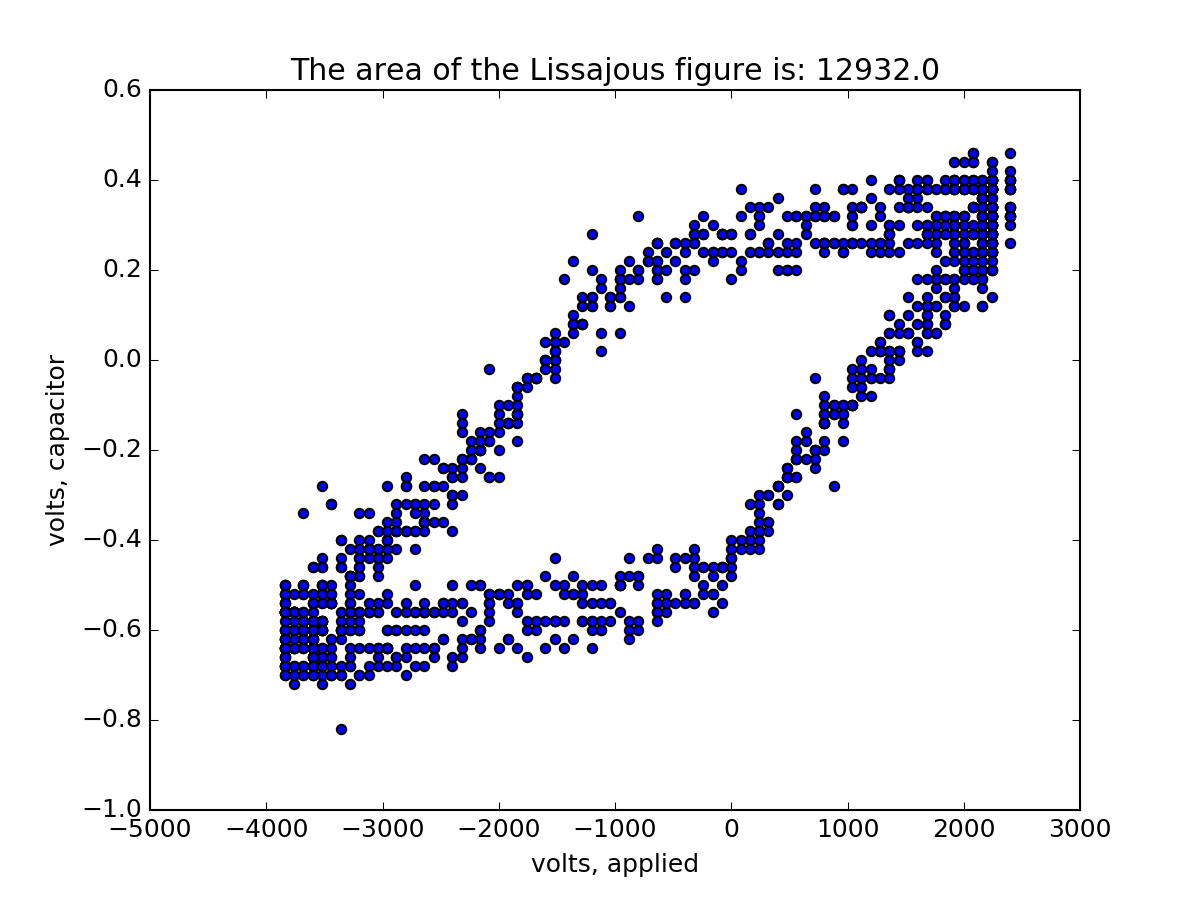 The area of the Lissajous figure is: 12932.0
0.6
0.4
0.2
0.0
−0.2
−0.4
−0.6
−0.8
−1.0
volts, capacitor
−5000 −4000 −3000 −2000 −1000 0 1000 2000 3000
volts, applied